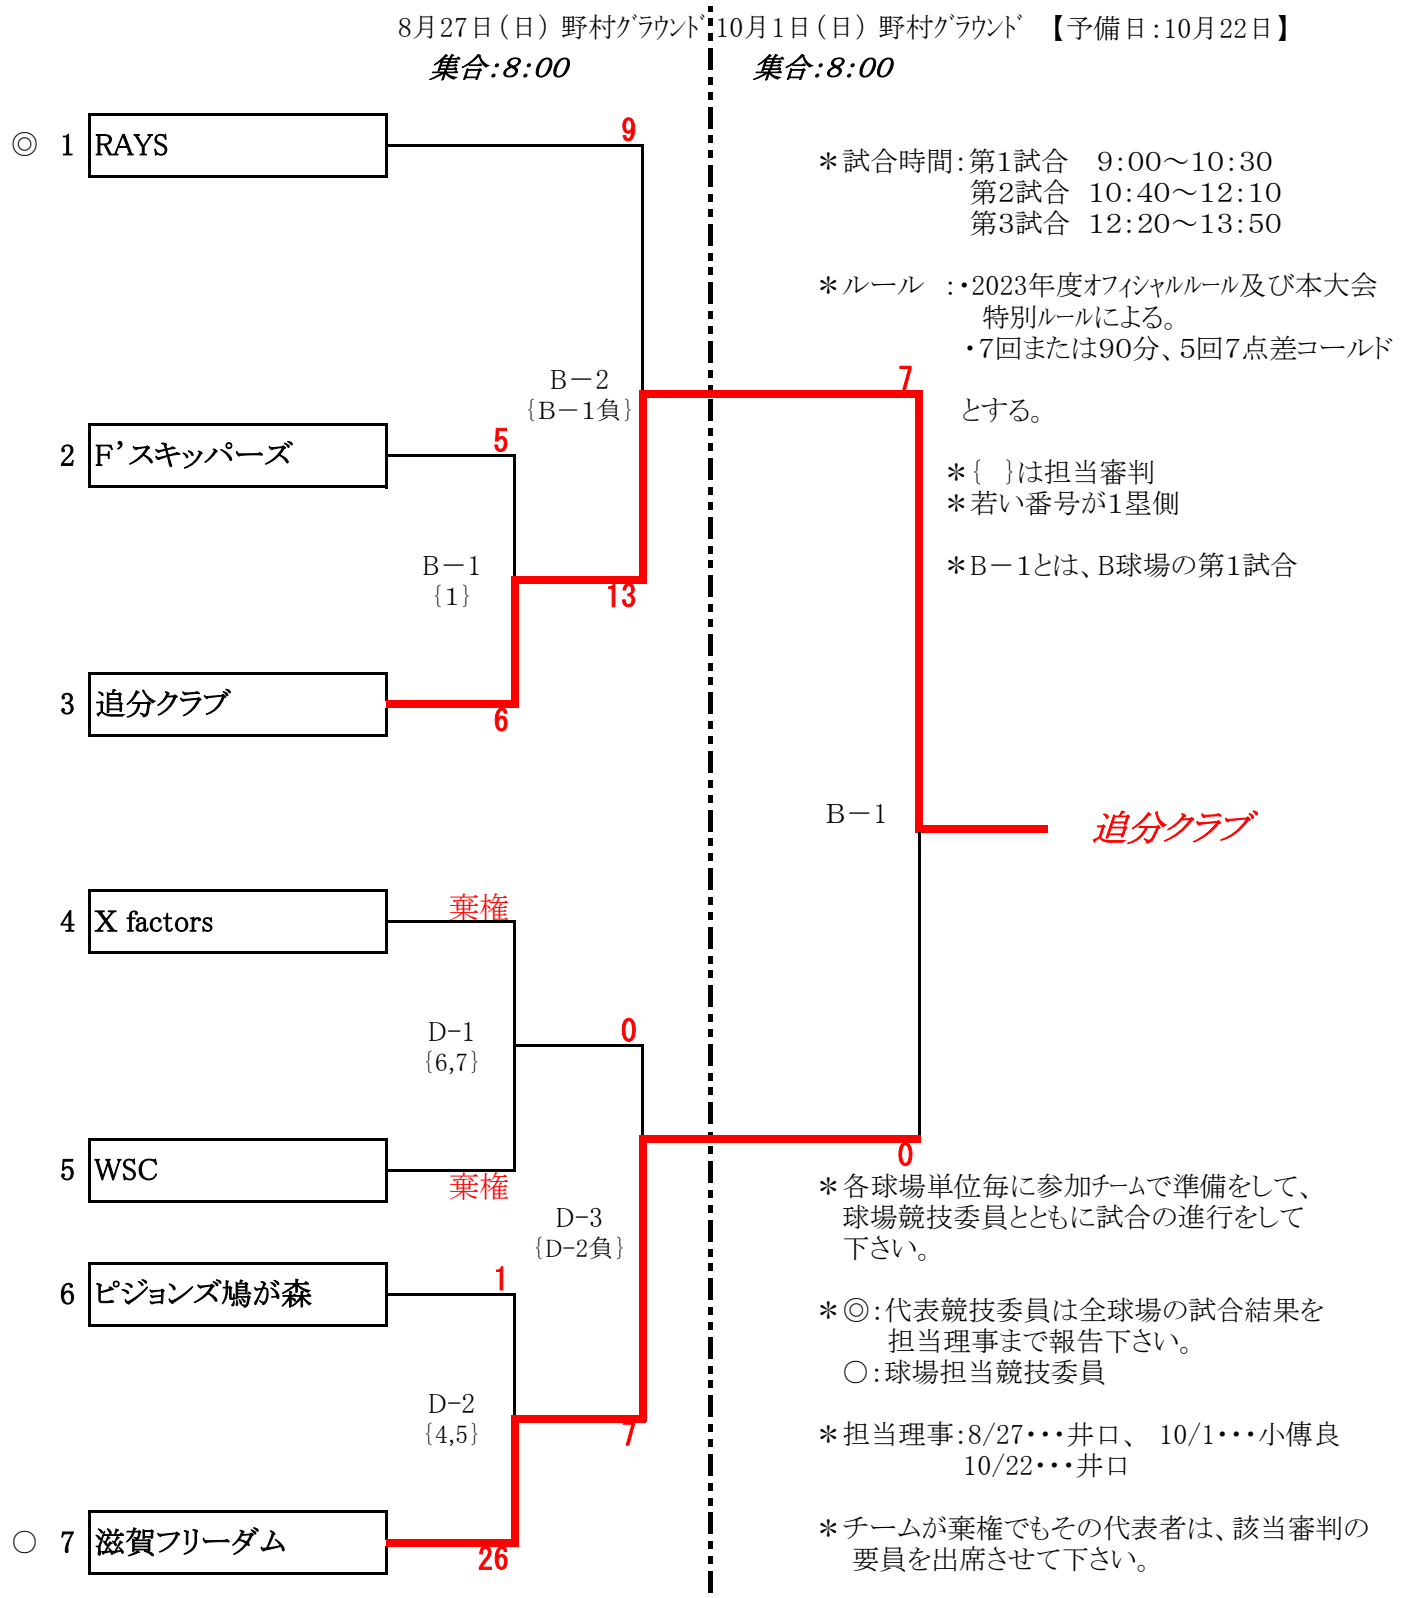 8月27日（日） 野村ｸﾞﾗｳﾝﾄﾞ 10月1日（日） 野村ｸﾞﾗｳﾝﾄﾞ 【予備日：10月22日】
集合：8：00 集合：8：00
9
◎ 1 RAYS
＊試合時間：第１試合 ９：００～１０：３０
第２試合 １０：４０～１２：１０
第３試合 １２：２０～１３：５０
＊ルール ：・2023年度ｵﾌｨｼｬﾙﾙｰﾙ及び本大会
特別ﾙｰﾙによる。
・７回または９０分、５回７点差コールド
7
B－2
｛B－１負｝
とする。
5
2 F’スキッパーズ
＊｛ ｝は担当審判
＊若い番号が１塁側
B－1
｛１｝
＊B－１とは、B球場の第１試合
13
3 追分クラブ
6
B－1
追分クラブ
棄権
4 X factors
0
D-1
｛6,7｝
0
5 WSC
棄権
＊各球場単位毎に参加ﾁｰﾑで準備をして、
球場競技委員とともに試合の進行をして
下さい。
D-3
｛D-2負｝
1
6 ピジョンズ鳩が森
＊◎：代表競技委員は全球場の試合結果を
担当理事まで報告下さい。
○：球場担当競技委員
D-2
｛4,5｝
7
＊担当理事：8/27・・・井口、 10/1・・・小傳良
10/22・・・井口
○ 7 滋賀フリーダム
26
＊チームが棄権でもその代表者は、該当審判の
要員を出席させて下さい。